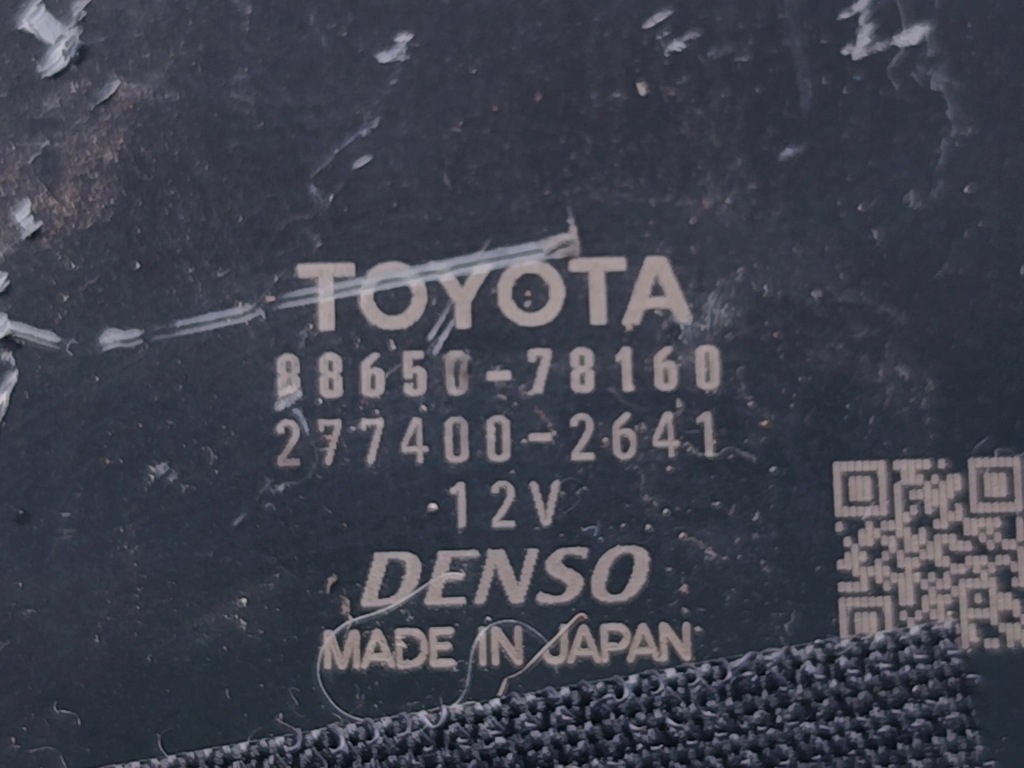 TOYOTA
88650-78160
277400-2641
12V
DENSO
MADE IN JAPAN